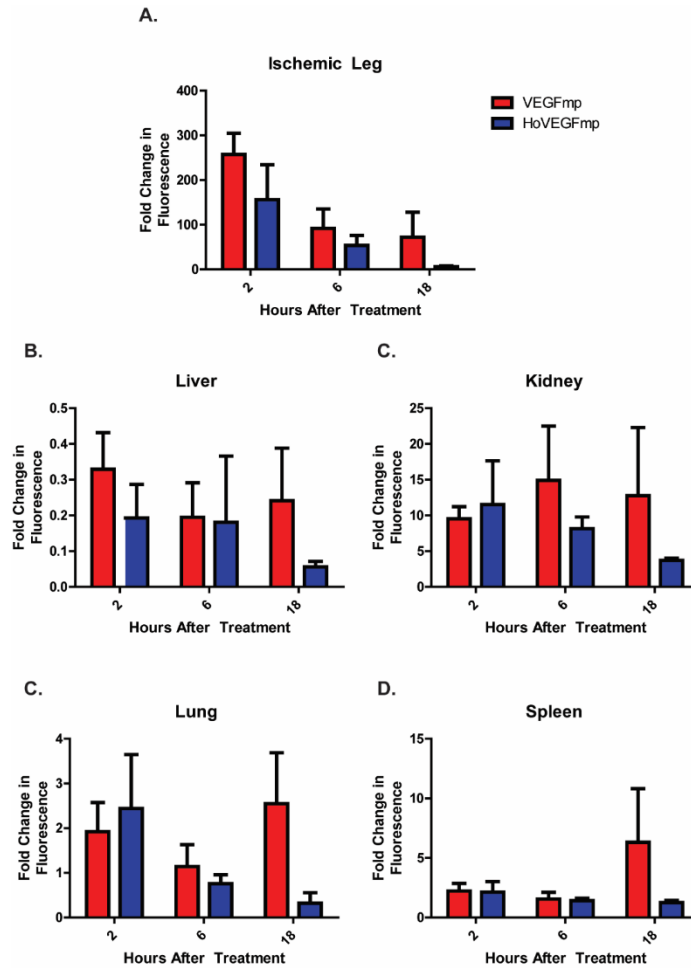 A.
Ischemic Leg
400
300
200
100
0
Fold Change in
Fluorescence
2
6
18
Hours After Treatment
VEGFmp
HoVEGFmp
B.
Liver
0.5
0.4
0.3
0.2
0.1
0.0
Fold Change in
Fluorescence
2
6
18
Hours After Treatment
C.
Kidney
25
20
15
10
5
0
Fold Change in
Fluorescence
2
6
18
Hours After Treatment
C.
Lung
4
3
2
1
0
Fold Change in
Fluorescence
2
6
18
Hours After Treatment
D.
Spleen
15
10
5
0
Fold Change in
Fluorescence
2
6
18
Hours After Treatment